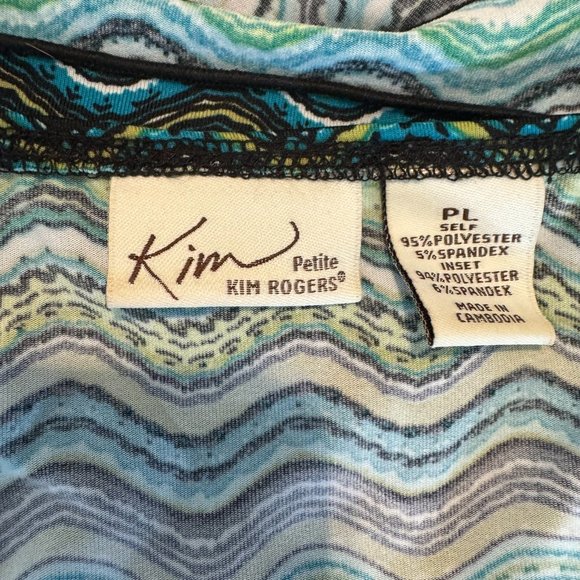 Kim
Petite
KIM ROGERS®
PL
SELF
95% POLYESTER
5% SPANDEX
INSET
94% POLYESTER
6% SPANDEX
MADE IN
CAMBODIA